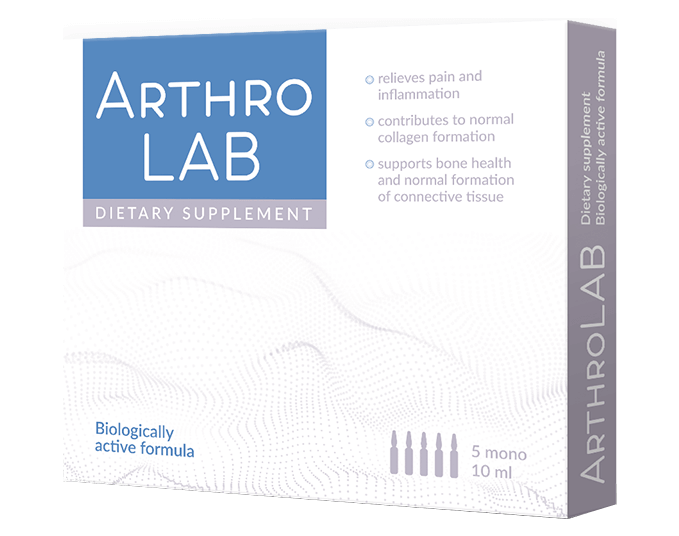 ARTHRO
LAB
DIETARY SUPPLEMENT
relieves pain and
inflammation
contributes to normal
collagen formation
supports bone health
and normal formation
of connective tissue
Biologically
active formula
5 mono
10 ml
ARTHROLAB
Dietary supplement
Biologically active formula